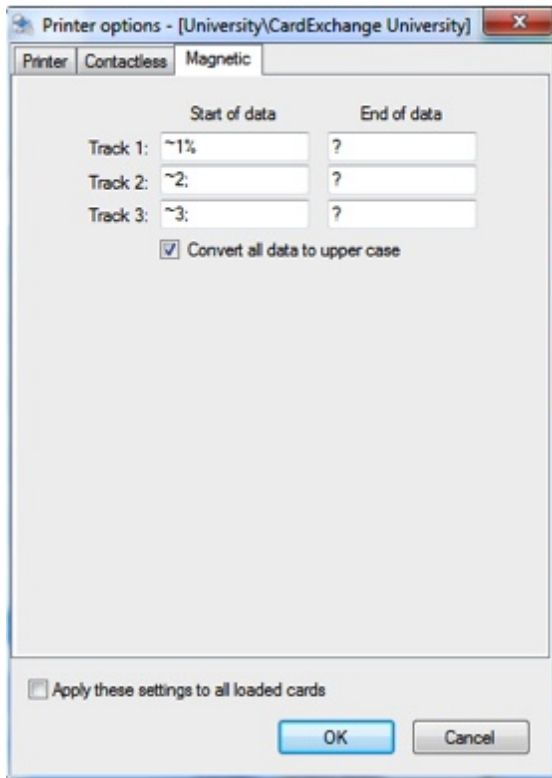 Printer options - [University\CardExchange University]
Printer Contactless Magnetic
Start of data End of data
Track 1: ~1% ?
Track 2: ~2; ?
Track 3: ~3; ?
Convert all data to upper case
Apply these settings to all loaded cards
OK Cancel